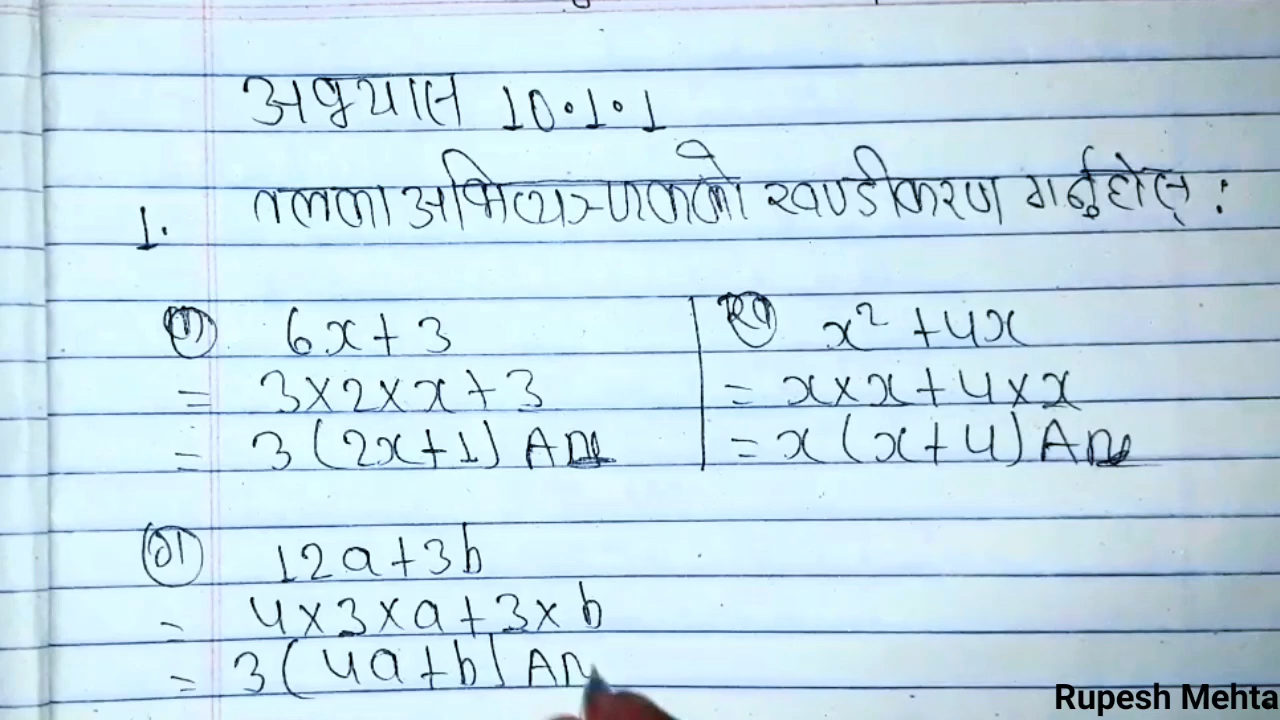 अभ्यास 10.1.1
1. तलका अभिव्यञ्जकको खण्डीकरण गर्नुहोस् :
(क) 6x + 3
= 3×2×x + 3
= 3(2x+1) Ans
(ख) x² + 4x
= x×x + 4×x
= x(x+4) Ans
(ग) 12a + 3b
= 4×3×a + 3×b
= 3(4a+b) An
Rupesh Mehta